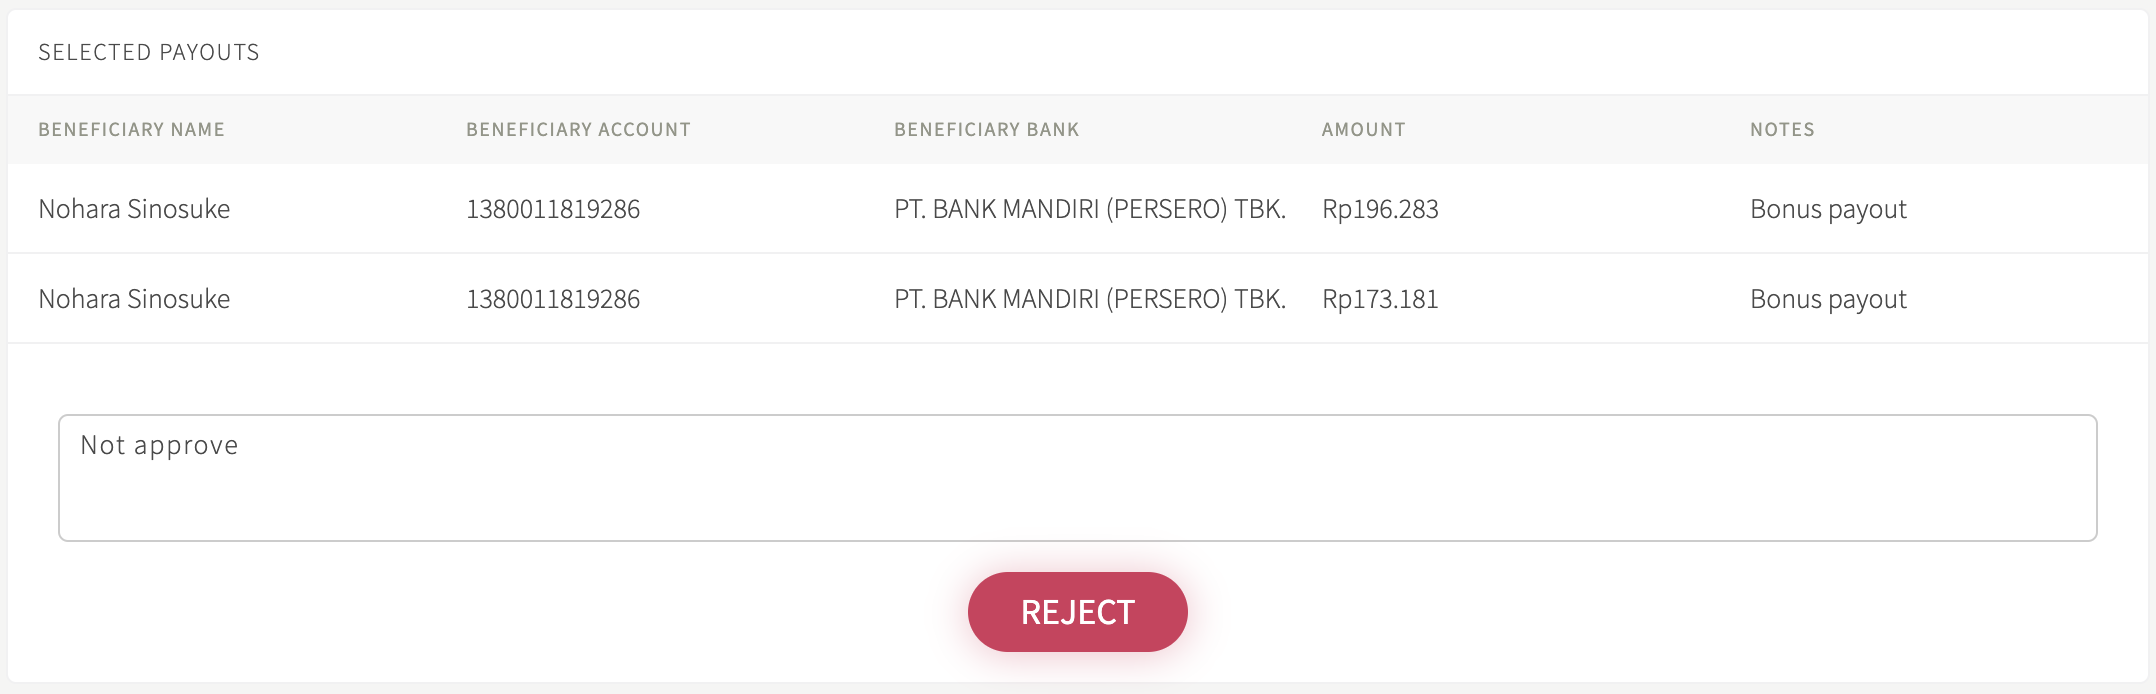 SELECTED PAYOUTS
BENEFICIARY NAME BENEFICIARY ACCOUNT BENEFICIARY BANK AMOUNT NOTES
Nohara Sinosuke 1380011819286 PT. BANK MANDIRI (PERSERO) TBK. Rp196.283 Bonus payout
Nohara Sinosuke 1380011819286 PT. BANK MANDIRI (PERSERO) TBK. Rp173.181 Bonus payout
Not approve
REJECT